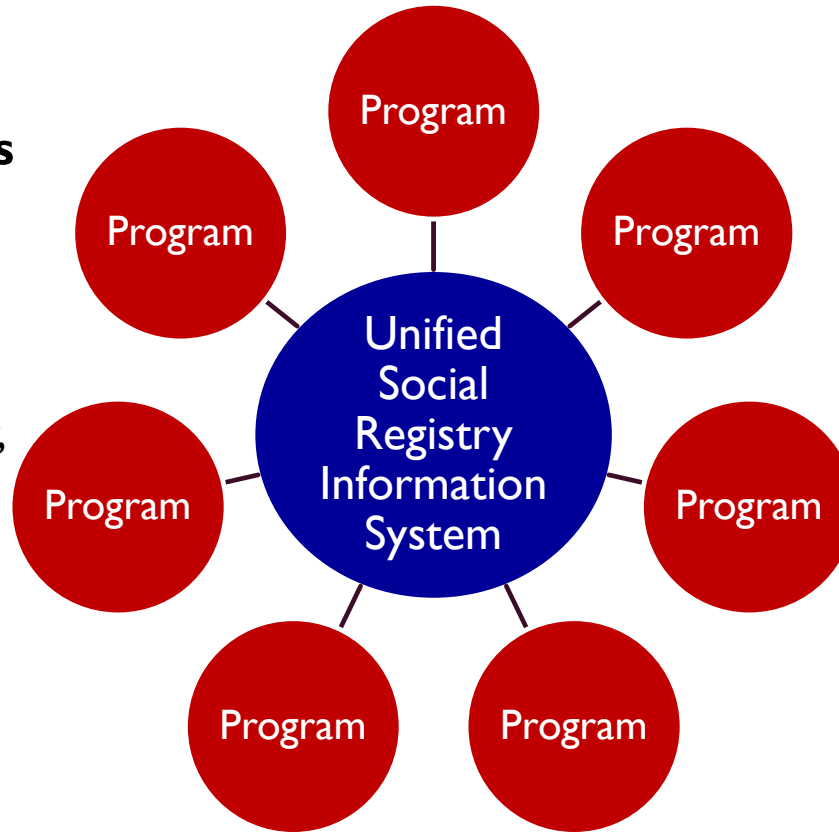 Program
s
Program
Program
Unified
Social
Registry
Information
System
,
Program
Program
Program
Program